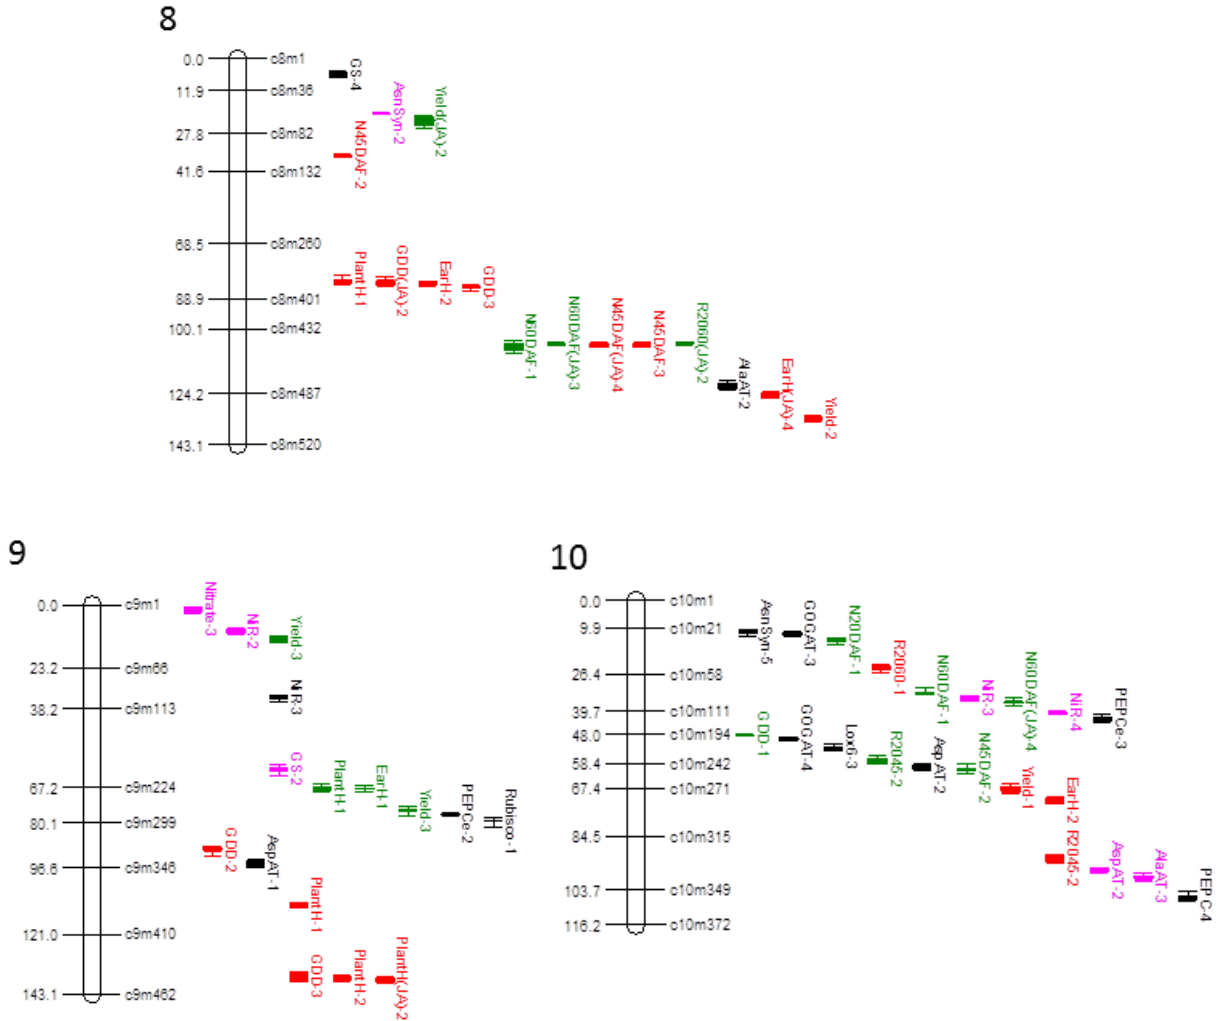 8
0.0 c8m1
11.9 c8m36
27.8 c8m82
41.6 c8m132
68.5 c8m260
88.9 c8m401
100.1 c8m432
124.2 c8m487
143.1 c8m520
GS-4
AsnSyn-2
Yield(JA)-2
N45DAF-2
PlantH-1
GDD(JA)-2
EarH-2
GDD-3
N60DAF-1
N60DAF(JA)-3
N45DAF(JA)-4
N45DAF-3
R2060(JA)-2
AlaAT-2
EarH(JA)-4
Yield-2
9
0.0 c9m1
23.2 c9m66
38.2 c9m113
67.2 c9m224
80.1 c9m299
96.6 c9m346
121.0 c9m410
143.1 c9m462
Nitrate-3
NiR-2
Yield-3
NiR-3
GS-2
PlantH-1
EarH-1
Yield-3
PEPCe-2
Rubisco-1
GDD-2
AspAT-1
PlantH-1
GDD-3
PlantH-2
PlantH(JA)-2
10
0.0 c10m1
9.9 c10m21
26.4 c10m58
39.7 c10m111
48.0 c10m194
58.4 c10m242
67.4 c10m271
84.5 c10m315
103.7 c10m349
116.2 c10m372
AsnSyn-5
GOGAT-3
N20DAF-1
R2060-1
N60DAF-1
NiR-3
N60DAF(JA)-4
NiR-4
PEPCe-3
GDD-1
GOGAT-4
Lox6-3
R2045-2
AspAT-2
N45DAF-2
Yield-1
EarH-2
R2045-2
AspAT-2
AlaAT-3
PEPC-4